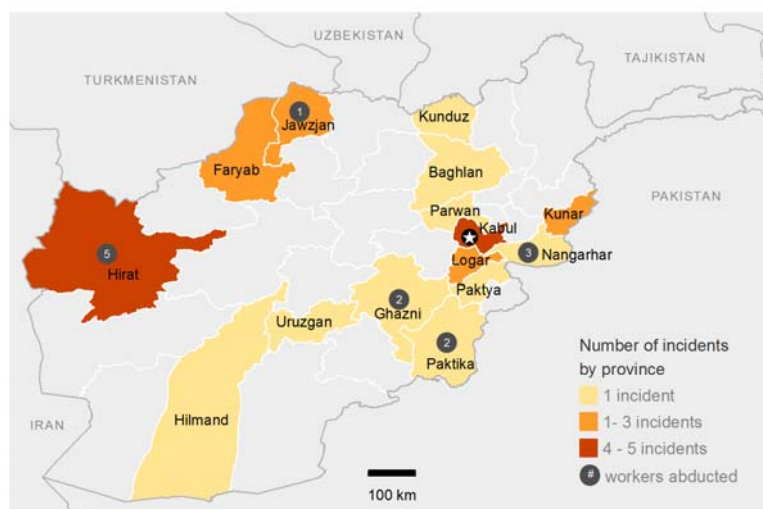 UZBEKISTAN
TAJIKISTAN
TURKMENISTAN
1
Jawzjan
Kunduz
Faryab
Baghlan
PAKISTAN
Parwan
Kunar
Kabul
5
Hirat
Logar
3
Nangarhar
Paktya
2
Ghazni
Uruzgan
2
Paktika
Number of incidents
by province
1 incident
1- 3 incidents
4 - 5 incidents
# workers abducted
Hilmand
IRAN
100 km